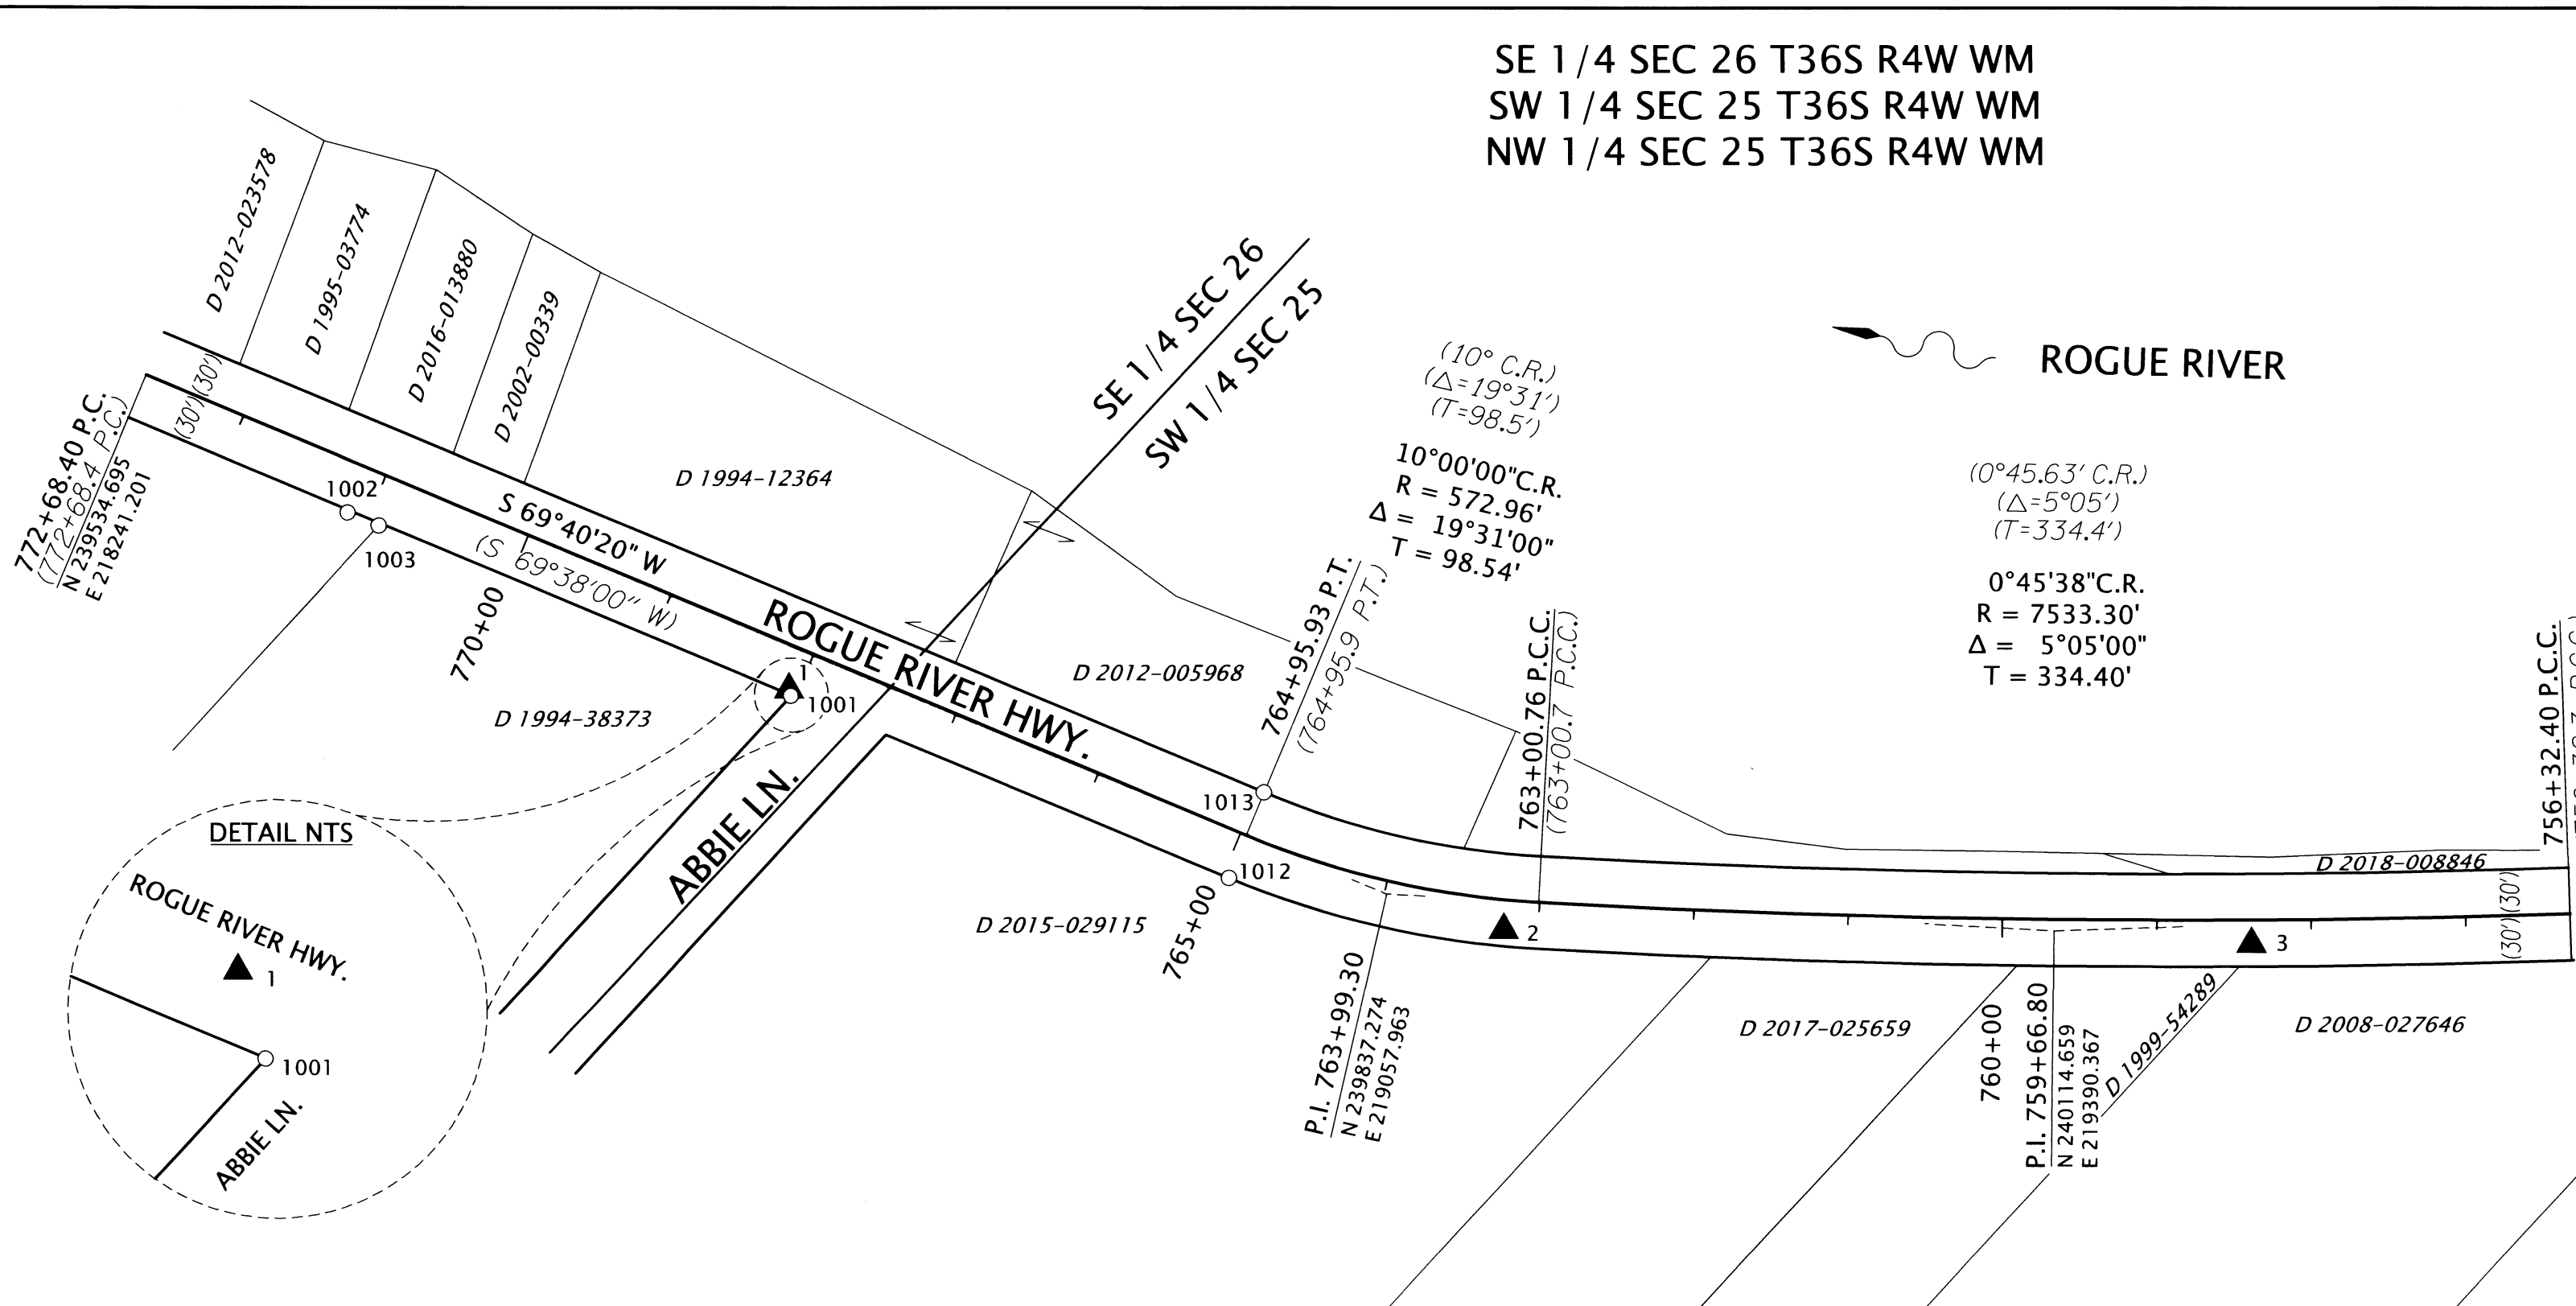 SE 1/4 SEC 26 T36S R4W WM
SW 1/4 SEC 25 T36S R4W WM
NW 1/4 SEC 25 T36S R4W WM
D 2012-023578
D 1995-03774
D 2016-013880
D 2002-00339
D 1994-12364
SE 1/4 SEC 26
SW 1/4 SEC 25
ROGUE RIVER
(10° C.R.)
(Δ=19°31')
(T=98.5')
10°00'00"C.R.
R = 572.96'
Δ = 19°31'00"
T = 98.54'
(0°45.63' C.R.)
(Δ=5°05')
(T=334.4')
0°45'38"C.R.
R = 7533.30'
Δ = 5°05'00"
T = 334.40'
772+68.40 P.C.
(772+68.4 P.C.)
N 239534.695
E 218241.201
(30')
(30')
1002
1003
S 69°40'20" W
(S 69°38'00" W)
770+00
ROGUE RIVER HWY.
1
1001
D 1994-38373
D 2012-005968
764+95.93 P.T.
(764+95.9 P.T.)
763+00.76 P.C.C.
(763+00.7 P.C.C.)
756+32.40 P.C.C.
1013
1012
ABBIE LN.
765+00
D 2015-029115
2
3
D 2018-008846
(30')
(30')
P.I. 763+99.30
N 239837.274
E 219057.963
D 2017-025659
760+00
P.I. 759+66.80
N 240114.659
E 219390.367
D 1999-54289
D 2008-027646
DETAIL NTS
ROGUE RIVER HWY.
1
1001
ABBIE LN.